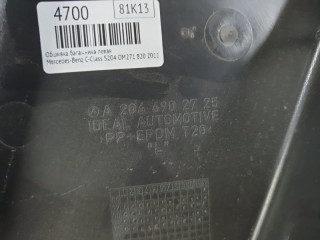 4700
81K13
Обшивка багажника левая
Mercedes-Benz C-Class S204 OM271.820 2011
A 204 690 27 25
IDEAL AUTOMOTIVE
>PP+EPDM T20<
"L"